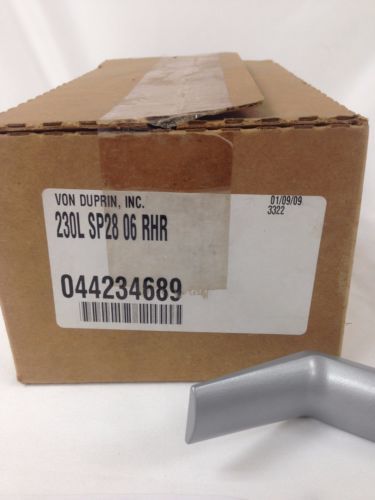 VON DUPRIN, INC.
01/09/09
3322
230L SP28 06 RHR
044234689